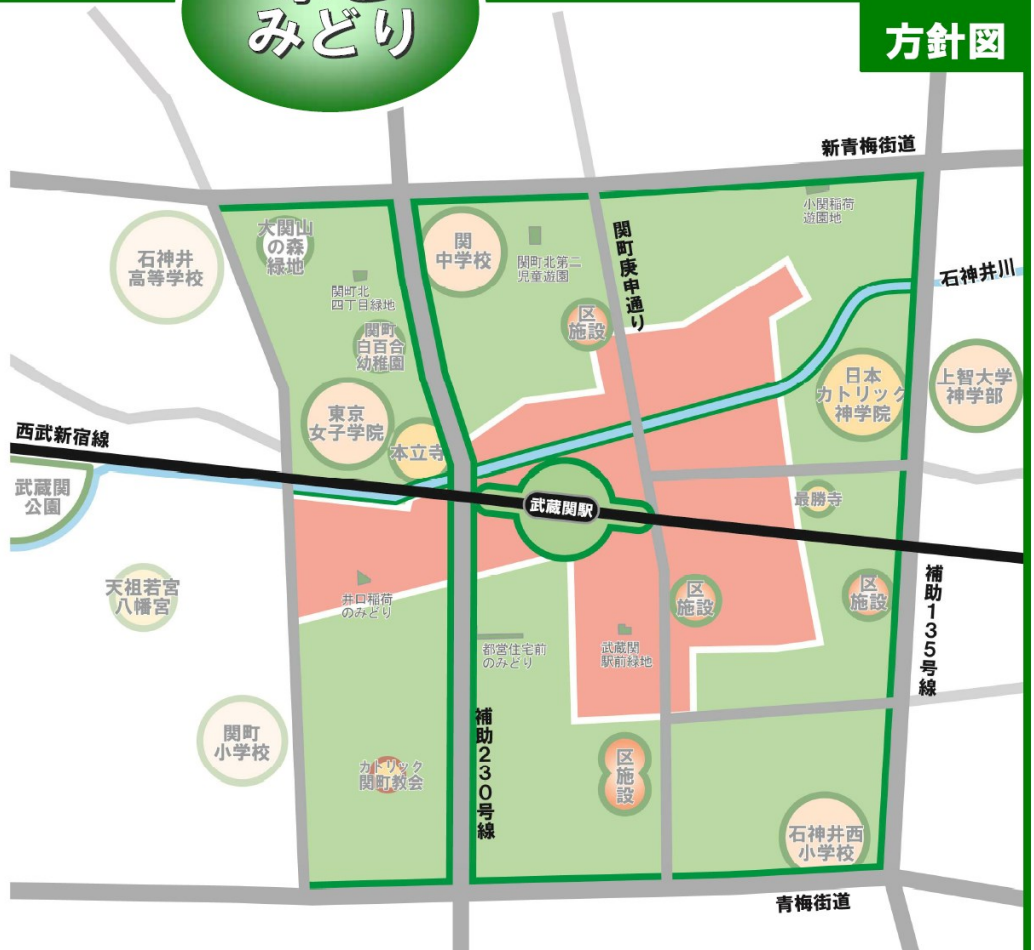 みどり
方針図
新青梅街道
小関稲荷
遊園地
大関山
の森
緑地
関
中学校
関町北第二
児童遊園
関町庚申通り
石神井
高等学校
石神井川
関町北
四丁目緑地
区
施設
関町
白百合
幼稚園
日本
カトリック
神学院
上智大学
神学部
東京
女子学院
本立寺
西武新宿線
武蔵関
公園
武蔵関駅
最勝寺
天祖若宮
八幡宮
井口稲荷
のみどり
区
施設
区
施設
補助135号線
都営住宅前
のみどり
武蔵関
駅前緑地
関町
小学校
補助230号線
カトリック
関町教会
区
施
設
石神井西
小学校
青梅街道